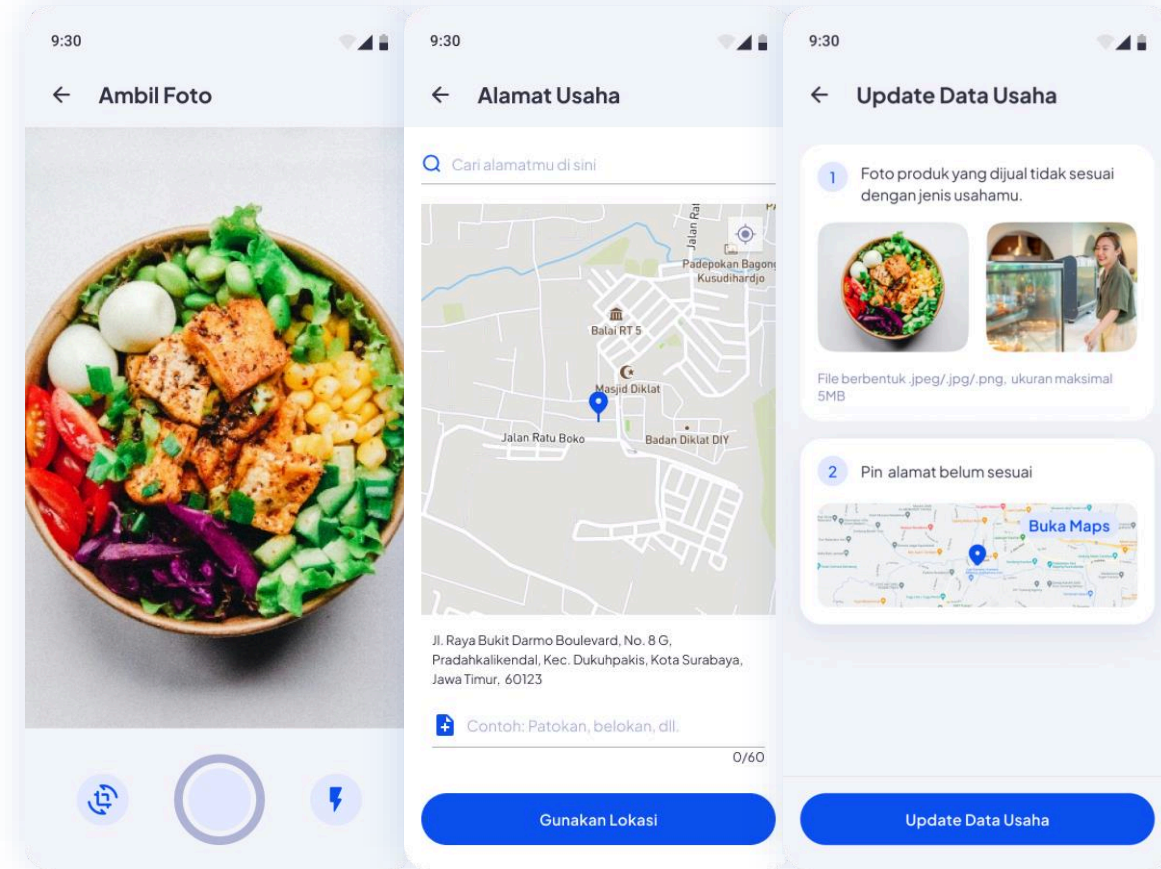 9:30
Ambil Foto
9:30
Alamat Usaha
Cari alamatmu di sini
Jalan Ra
Padepokan Bagong
Kusudihardjo
Balai RT 5
Masjid Diklat
Jalan Ratu Boko
Badan Diklat DIY
Jl. Raya Bukit Darmo Boulevard, No. 8 G,
Pradahkalikendal, Kec. Dukuhpakis, Kota Surabaya,
Jawa Timur, 60123
Contoh: Patokan, belokan, dll.
0/60
Gunakan Lokasi
9:30
Update Data Usaha
1
Foto produk yang dijual tidak sesuai
dengan jenis usahamu.
File berbentuk .jpeg/.jpg/.png, ukuran maksimal
5MB
2
Pin alamat belum sesuai
Buka Maps
Update Data Usaha